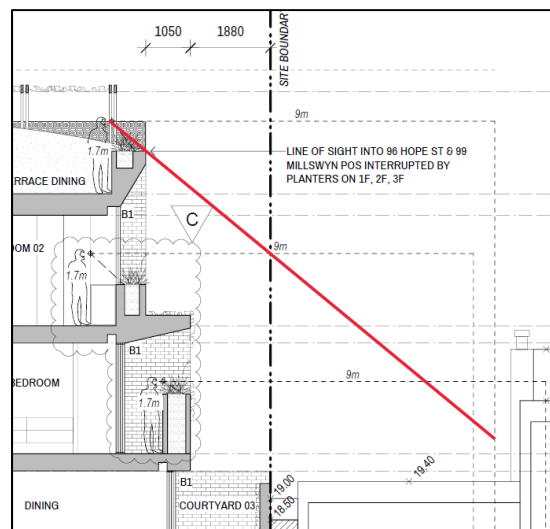 1050
1880
SITE BOUNDARY
9m
1.7m
LINE OF SIGHT INTO 96 HOPE ST & 99
MILLSWYN POS INTERRUPTED BY
PLANTERS ON 1F, 2F, 3F
TERRACE DINING
B1
C
OOM 02
9m
1.7m
B1
9m
BEDROOM
1.7m
19.40
B1
19.00
DINING
COURTYARD 03
18.50